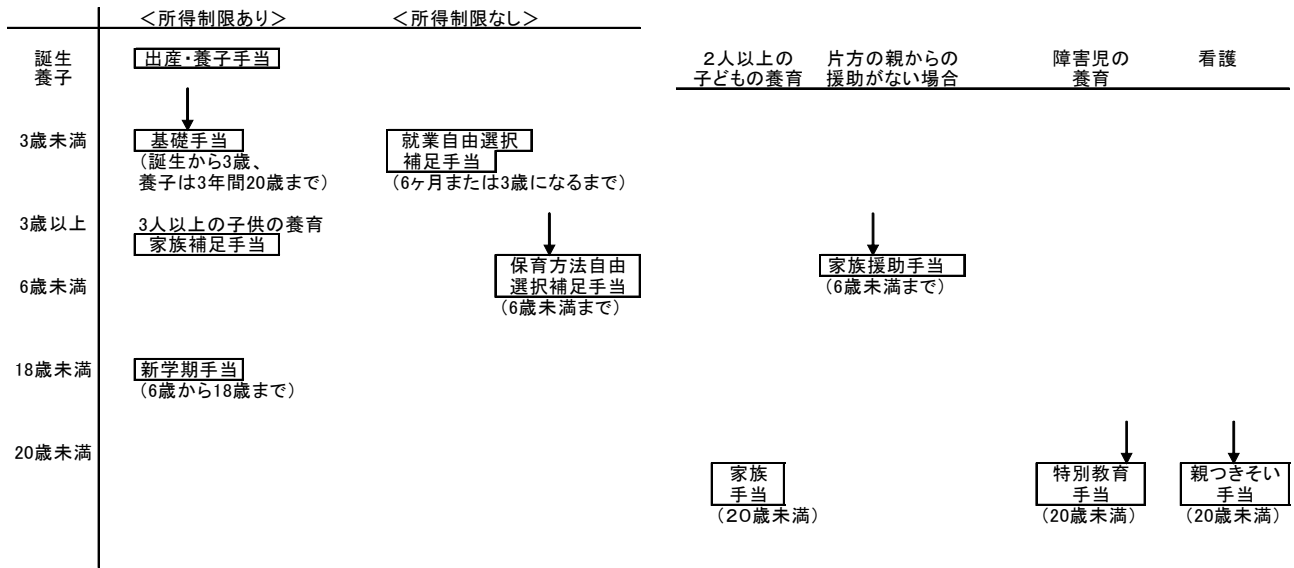 <所得制限あり>
<所得制限なし>
誕生
養子
出産・養子手当
2人以上の
子どもの養育
片方の親からの
援助がない場合
障害児の
養育
看護
3歳未満
基礎手当
(誕生から3歳、
養子は3年間20歳まで)
就業自由選択
補足手当
(6ヶ月または3歳になるまで)
3歳以上
3人以上の子供の養育
家族補足手当
6歳未満
保育方法自由
選択補足手当
(6歳未満まで)
家族援助手当
(6歳未満まで)
18歳未満
新学期手当
(6歳から18歳まで)
20歳未満
家族
手当
(20歳未満)
特別教育
手当
(20歳未満)
親つきそい
手当
(20歳未満)